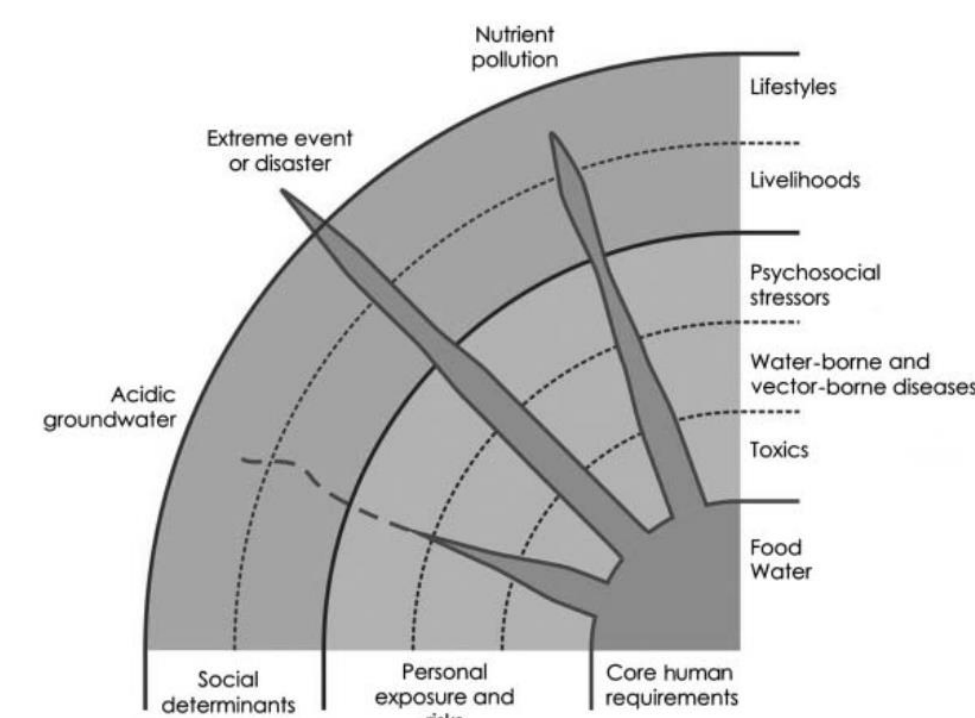 Nutrient
pollution
Lifestyles
Extreme event
or disaster
Livelihoods
Psychosocial
stressors
Water-borne and
vector-borne diseases
Acidic
groundwater
Toxics
Food
Water
Social
determinants
Personal
exposure and
Core human
requirements